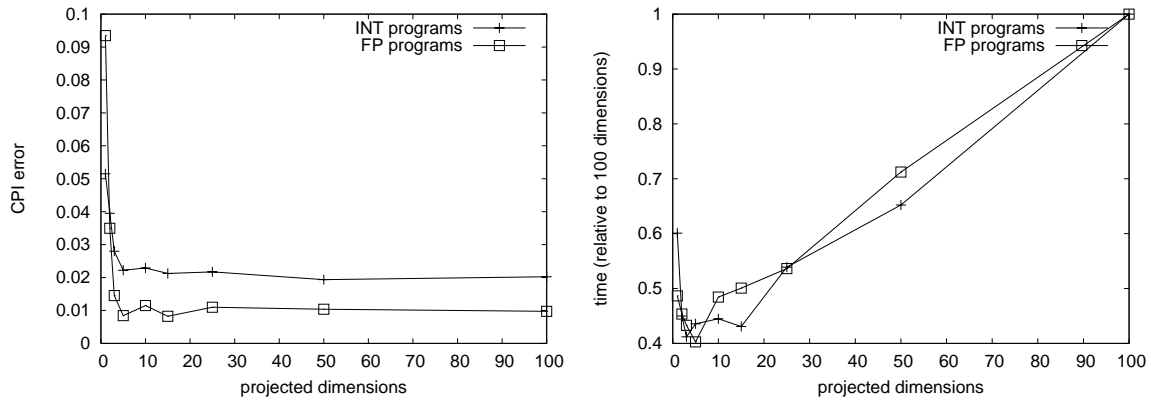 0.1
0.09
0.08
0.07
0.06
0.05
0.04
0.03
0.02
0.01
0
CPI error
INT programs
FP programs
0 10 20 30 40 50 60 70 80 90 100
projected dimensions
1
0.9
0.8
0.7
0.6
0.5
0.4
time (relative to 100 dimensions)
INT programs
FP programs
0 10 20 30 40 50 60 70 80 90 100
projected dimensions